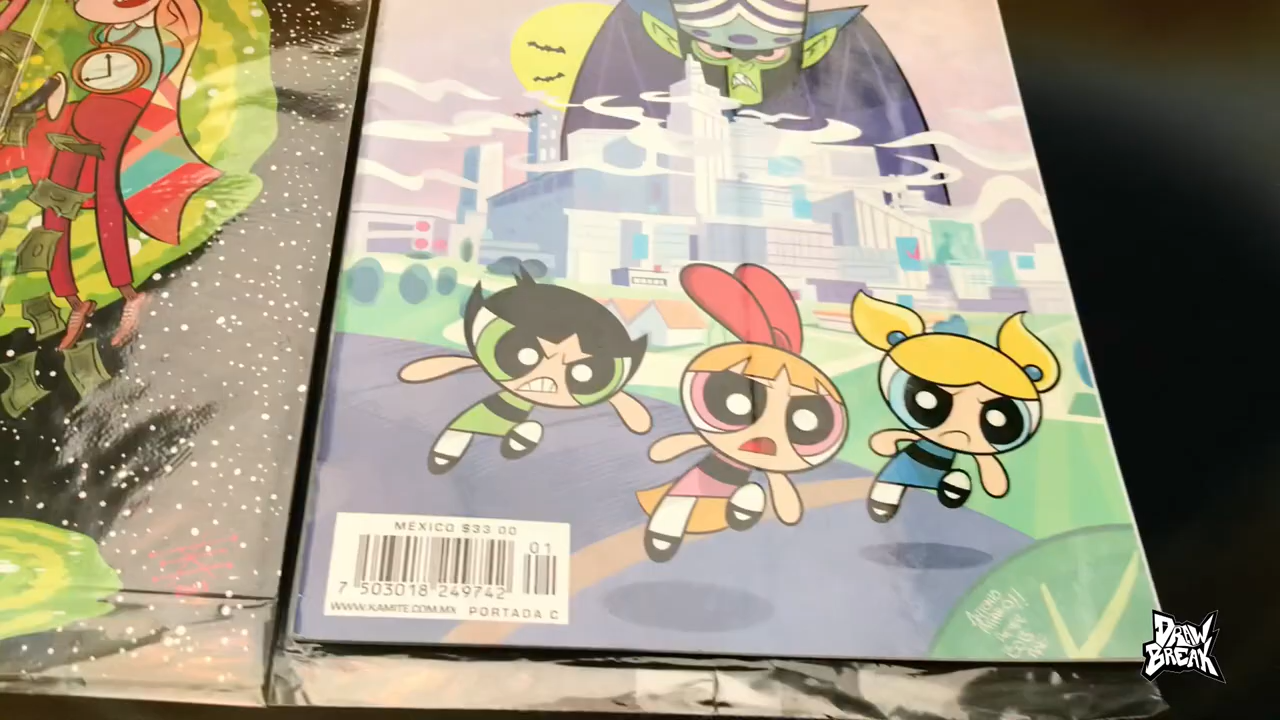 MEXICO $33.00
01
7 503018 249742
WWW.KAMITE.COM.MX PORTADA C
DRAW
BREAK